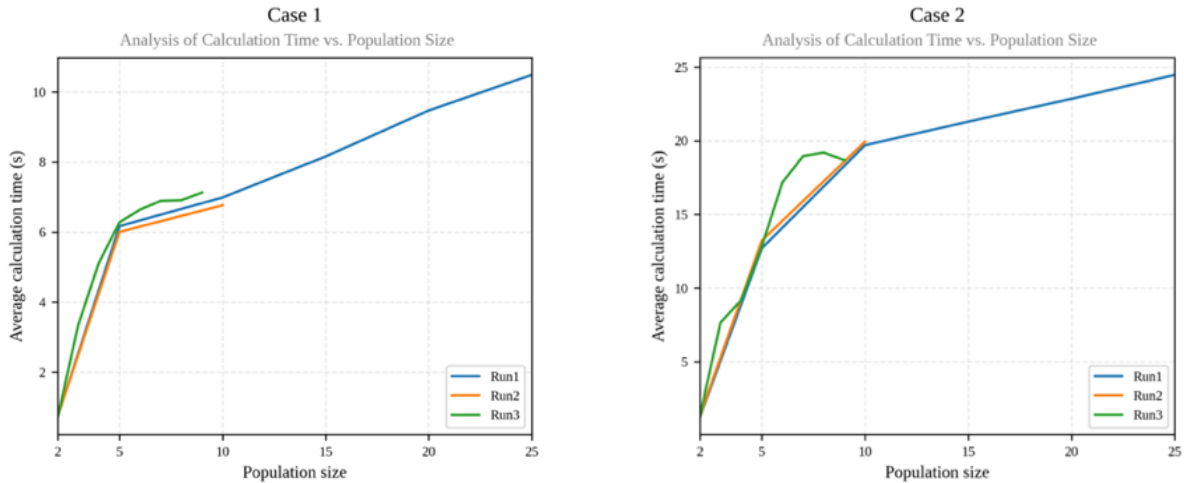 Case 1
Analysis of Calculation Time vs. Population Size
Average calculation time (s)
10
8
6
4
2
2 5 10 15 20 25
Population size
Run1
Run2
Run3
Case 2
Analysis of Calculation Time vs. Population Size
Average calculation time (s)
25
20
15
10
5
2 5 10 15 20 25
Population size
Run1
Run2
Run3